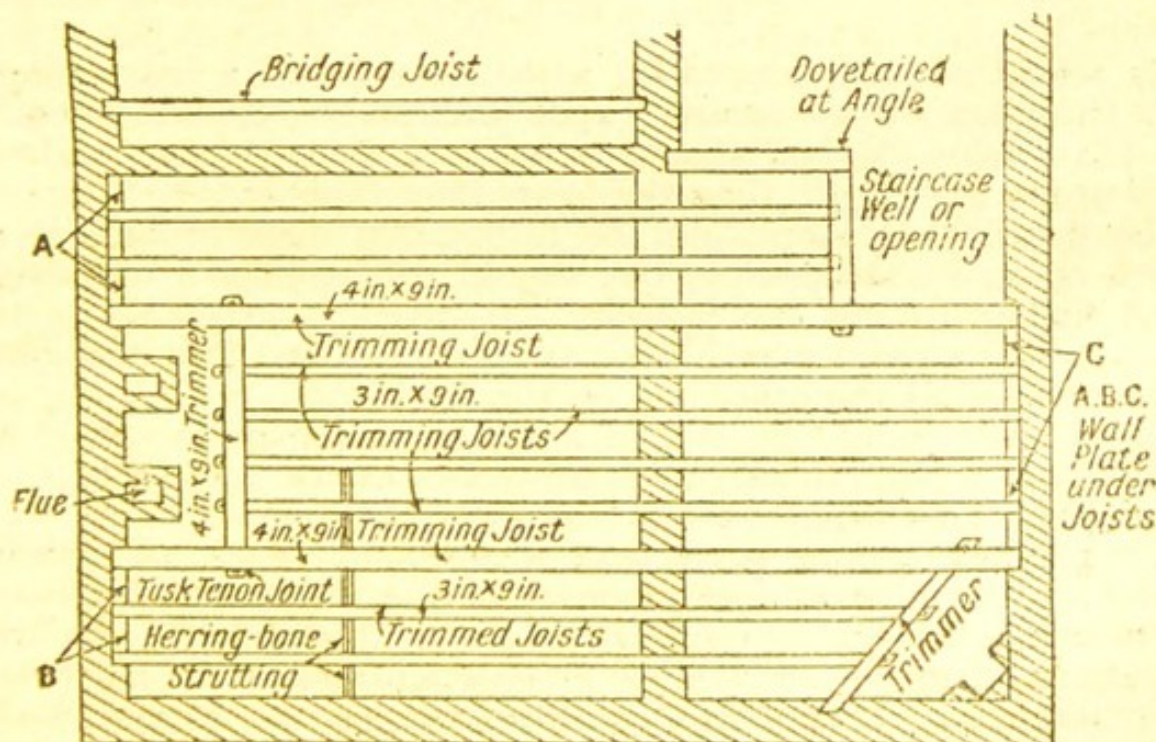 Bridging Joist
Dovetailed
at Angle
Staircase
Well or
opening
A
4in.x9in.
Trimming Joist
4in.x9in.Trimmer
3in.x9in.
Trimming Joists
C
A.B.C.
Wall
Plate
under
Joists
Flue
4in.x9in
Trimming Joist
Tusk Tenon Joint
3in x9in.
Trimmed Joists
Herring-bone
Strutting
B
Trimmer